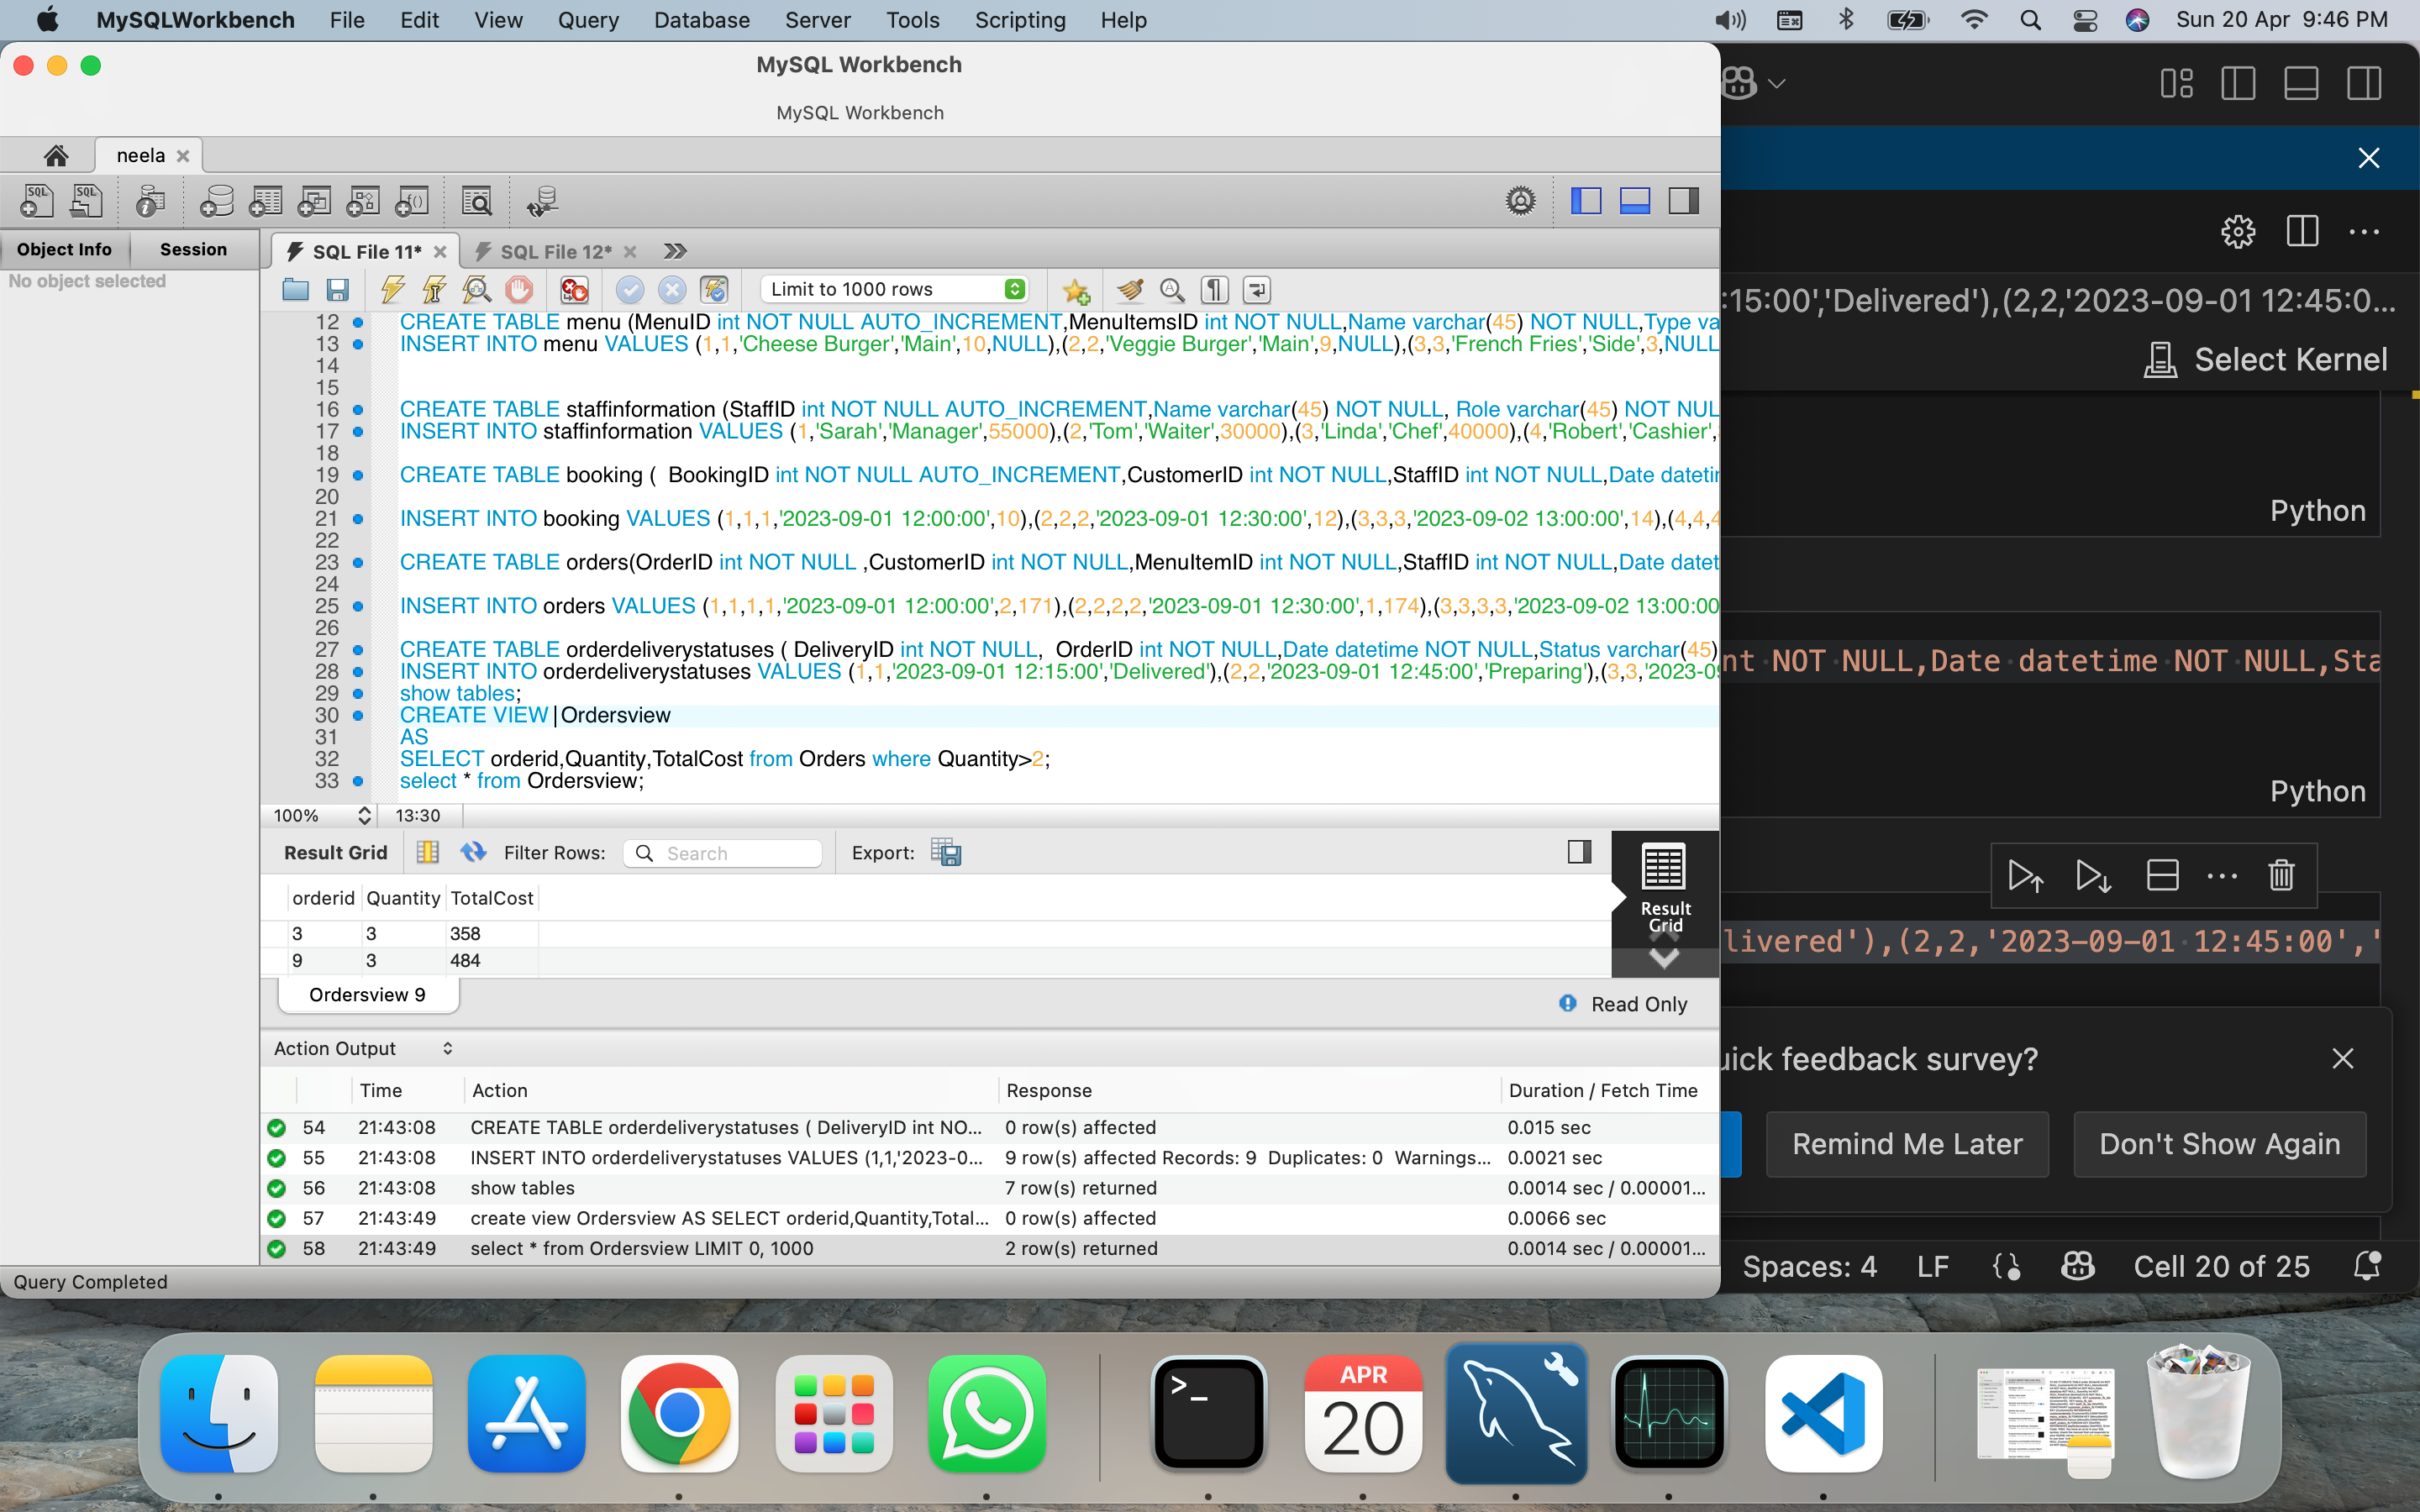 MySQLWorkbench File Edit View Query Database Server Tools Scripting Help Sun 20 Apr 9:46 PM
MySQL Workbench
MySQL Workbench
neela
Object Info Session
No object selected
SQL File 11* SQL File 12*
Limit to 1000 rows
12 CREATE TABLE menu (MenuID int NOT NULL AUTO_INCREMENT,MenuItemsID int NOT NULL,Name varchar(45) NOT NULL,Type va
13 INSERT INTO menu VALUES (1,1,'Cheese Burger','Main',10,NULL),(2,2,'Veggie Burger','Main',9,NULL),(3,3,'French Fries','Side',3,NULL
14
15
16 CREATE TABLE staffinformation (StaffID int NOT NULL AUTO_INCREMENT,Name varchar(45) NOT NULL, Role varchar(45) NOT NUL
17 INSERT INTO staffinformation VALUES (1,'Sarah','Manager',55000),(2,'Tom','Waiter',30000),(3,'Linda','Chef',40000),(4,'Robert','Cashier',
18
19 CREATE TABLE booking ( BookingID int NOT NULL AUTO_INCREMENT,CustomerID int NOT NULL,StaffID int NOT NULL,Date datetin
20
21 INSERT INTO booking VALUES (1,1,1,'2023-09-01 12:00:00',10),(2,2,2,'2023-09-01 12:30:00',12),(3,3,3,'2023-09-02 13:00:00',14),(4,4,4
22
23 CREATE TABLE orders(OrderID int NOT NULL ,CustomerID int NOT NULL,MenuItemID int NOT NULL,StaffID int NOT NULL,Date datet
24
25 INSERT INTO orders VALUES (1,1,1,1,'2023-09-01 12:00:00',2,171),(2,2,2,2,'2023-09-01 12:30:00',1,174),(3,3,3,3,'2023-09-02 13:00:00
26
27 CREATE TABLE orderdeliverystatuses ( DeliveryID int NOT NULL, OrderID int NOT NULL,Date datetime NOT NULL,Status varchar(45)
28 INSERT INTO orderdeliverystatuses VALUES (1,1,'2023-09-01 12:15:00','Delivered'),(2,2,'2023-09-01 12:45:00','Preparing'),(3,3,'2023-09
29 show tables;
30 CREATE VIEW Ordersview
31 AS
32 SELECT orderid,Quantity,TotalCost from Orders where Quantity>2;
33 select * from Ordersview;
100% 13:30
Result Grid Filter Rows: Search Export:
Result Grid
orderid Quantity TotalCost
3 3 358
9 3 484
Ordersview 9 Read Only
Action Output
Time Action Response Duration / Fetch Time
54 21:43:08 CREATE TABLE orderdeliverystatuses ( DeliveryID int NO... 0 row(s) affected 0.015 sec
55 21:43:08 INSERT INTO orderdeliverystatuses VALUES (1,1,'2023-0... 9 row(s) affected Records: 9 Duplicates: 0 Warnings... 0.0021 sec
56 21:43:08 show tables 7 row(s) returned 0.0014 sec / 0.00001...
57 21:43:49 create view Ordersview AS SELECT orderid,Quantity,Total... 0 row(s) affected 0.0066 sec
58 21:43:49 select * from Ordersview LIMIT 0, 1000 2 row(s) returned 0.0014 sec / 0.00001...
Query Completed
:15:00','Delivered'),(2,2,'2023-09-01 12:45:0...
Select Kernel
Python
nt NOT NULL,Date datetime NOT NULL,Sta
Python
livered'),(2,2,'2023-09-01 12:45:00','
uick feedback survey?
Remind Me Later Don't Show Again
Spaces: 4 LF Cell 20 of 25
APR
20